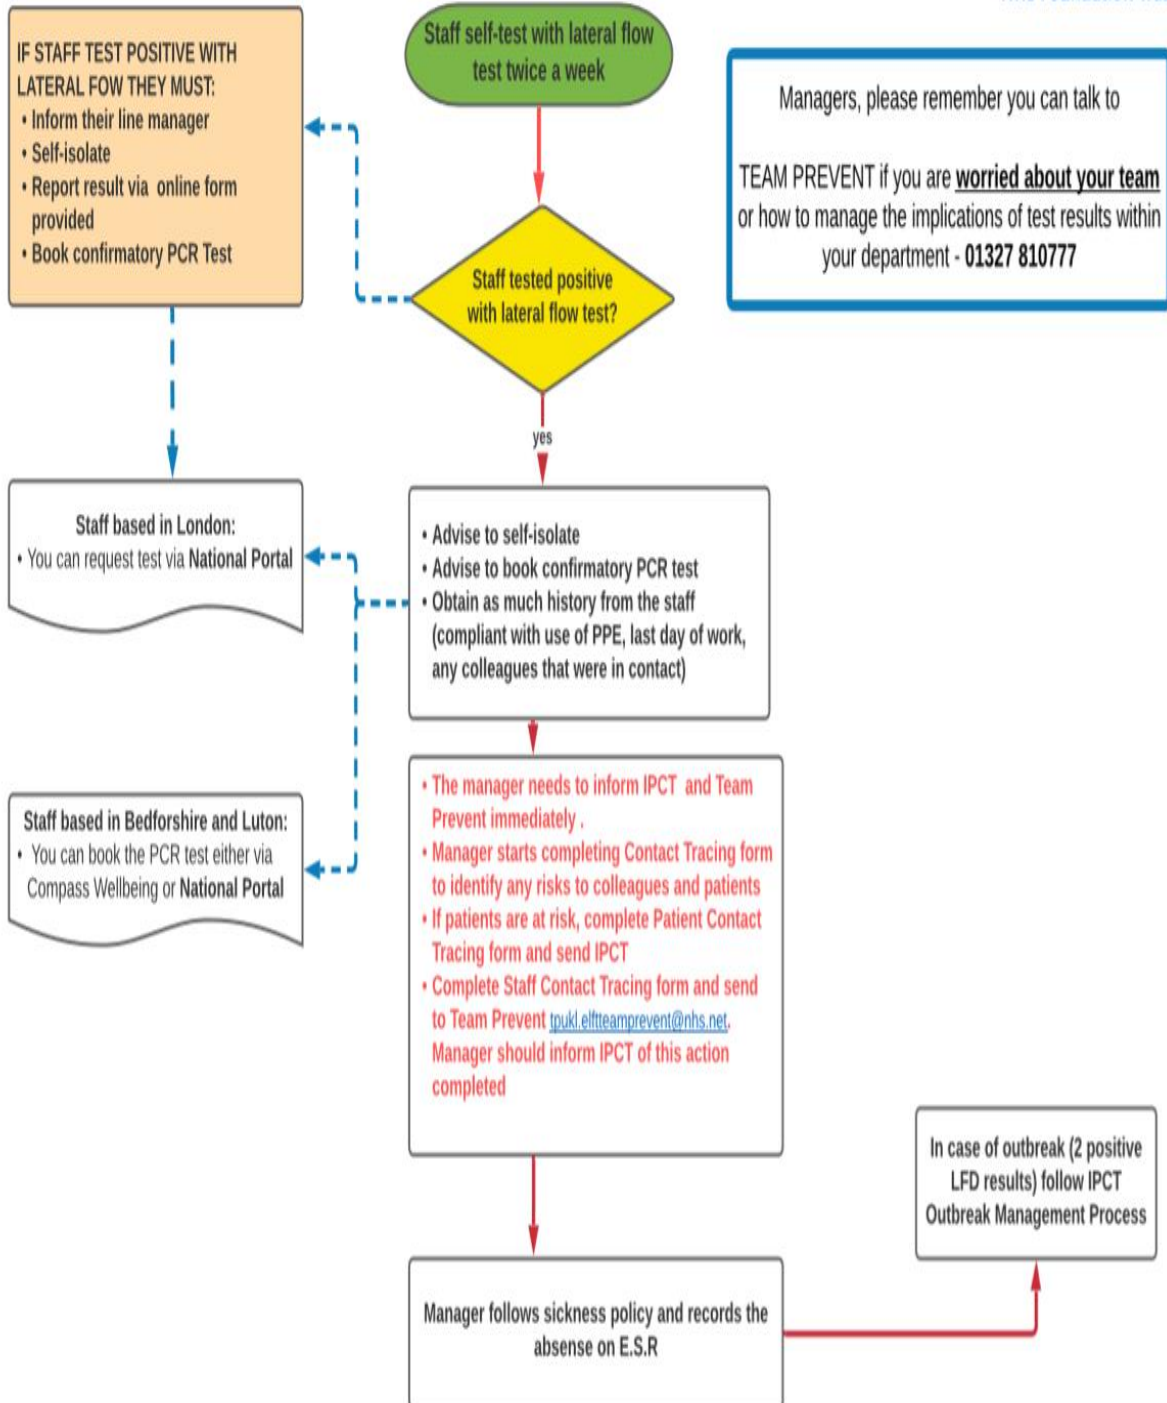 IF STAFF TEST POSITIVE WITH
LATERAL FOW THEY MUST:
• Inform their line manager
• Self-isolate
• Report result via online form
provided
• Book confirmatory PCR Test
Staff self-test with lateral flow
test twice a week
Managers, please remember you can talk to
TEAM PREVENT if you are worried about your team
or how to manage the implications of test results within
your department - 01327 810777
Staff tested positive
with lateral flow test?
yes
Staff based in London:
• You can request test via National Portal
• Advise to self-isolate
• Advise to book confirmatory PCR test
• Obtain as much history from the staff
(compliant with use of PPE, last day of work,
any colleagues that were in contact)
Staff based in Bedforshire and Luton:
• You can book the PCR test either via
Compass Wellbeing or National Portal
• The manager needs to inform IPCT and Team
Prevent immediately .
• Manager starts completing Contact Tracing form
to identify any risks to colleagues and patients
• If patients are at risk, complete Patient Contact
Tracing form and send IPCT
• Complete Staff Contact Tracing form and send
to Team Prevent tpukl.elftteamprevent@nhs.net.
Manager should inform IPCT of this action
completed
In case of outbreak (2 positive
LFD results) follow IPCT
Outbreak Management Process
Manager follows sickness policy and records the
absense on E.S.R